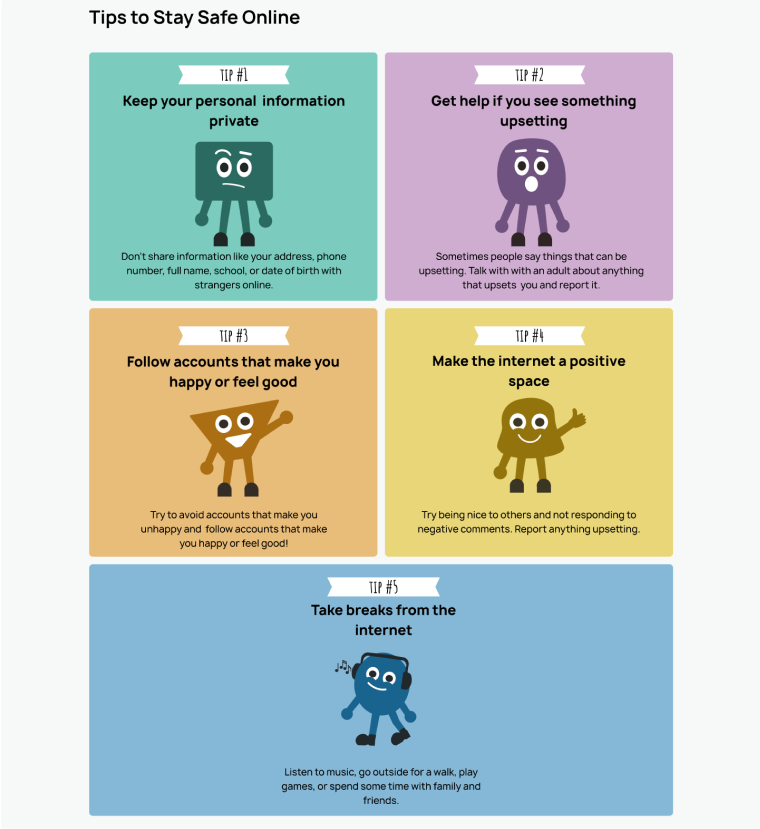 Tips to Stay Safe Online
TIP #1
Keep your personal information
private
Don't share information like your address, phone
number, full name, school, or date of birth with
strangers online.
TIP #2
Get help if you see something
upsetting
Sometimes people say things that can be
upsetting. Talk with with an adult about anything
that upsets you and report it.
TIP #3
Follow accounts that make you
happy or feel good
Try to avoid accounts that make you
unhappy and follow accounts that make
you happy or feel good!
TIP #4
Make the internet a positive
space
Try being nice to others and not responding to
negative comments. Report anything upsetting.
TIP #5
Take breaks from the
internet
Listen to music, go outside for a walk, play
games, or spend some time with family and
friends.